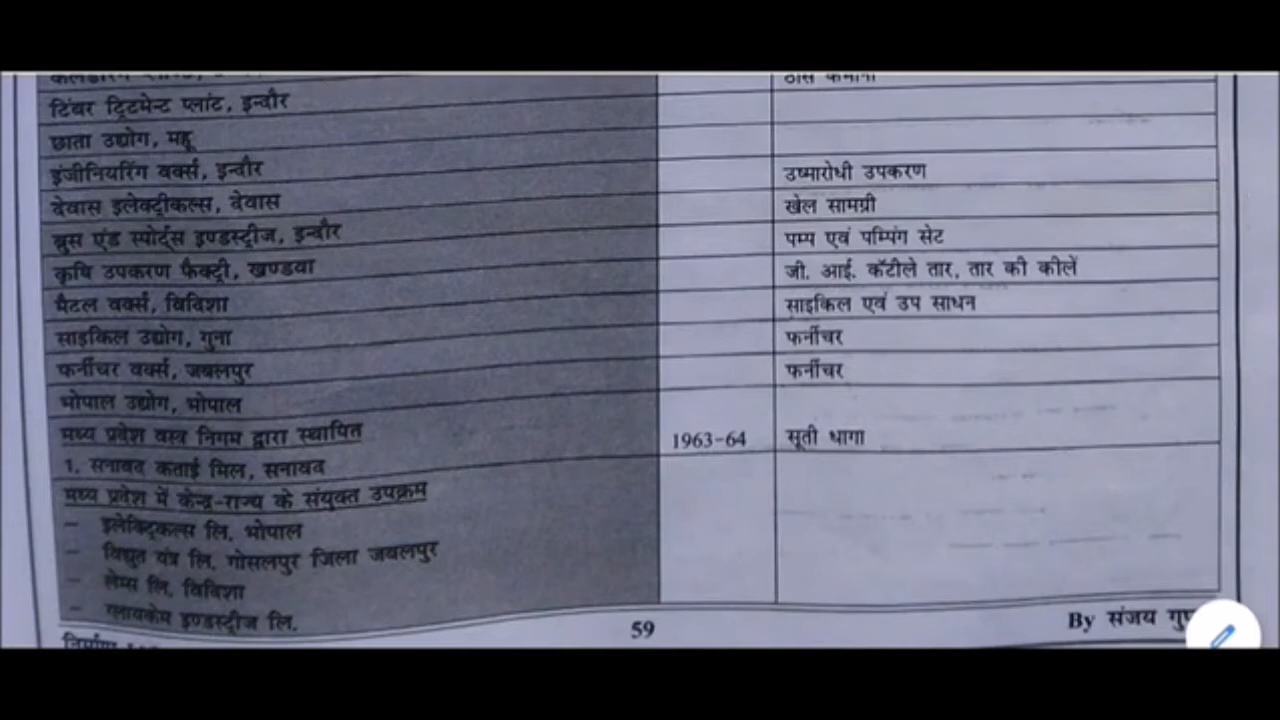 टिंबर ट्रिटमेन्ट प्लांट, इन्दौर
छाता उद्योग, महू
इंजीनियरिंग वर्क्स, इन्दौर
उष्मारोधी उपकरण
देवास इलेक्ट्रीकल्स, देवास
खेल सामग्री
ब्रुस एंड स्पोर्ट्स इण्डस्ट्रीज, इन्दौर
पम्प एवं पम्पिंग सेट
कृषि उपकरण फैक्ट्री, खण्डवा
जी. आई. कॅटीले तार, तार की कीलें
मैटल वर्क्स, विदिशा
साइकिल एवं उप साधन
साइकिल उद्योग, गुना
फर्नीचर
फर्नीचर वर्क्स, जबलपुर
फर्नीचर
भोपाल उद्योग, भोपाल
मध्य प्रदेश वस्त्र निगम द्वारा स्थापित
1963-64 सूती धागा
1. सनावद कताई मिल, सनावद
मध्य प्रदेश में केन्द्र-राज्य के संयुक्त उपक्रम
- इलेक्ट्रिकल्स लि. भोपाल
- विद्युत यंत्र लि. गोसलपुर जिला जबलपुर
- लेम्प लि. विदिशा
- ग्लायकेम इण्डस्ट्रीज लि.
59
By संजय